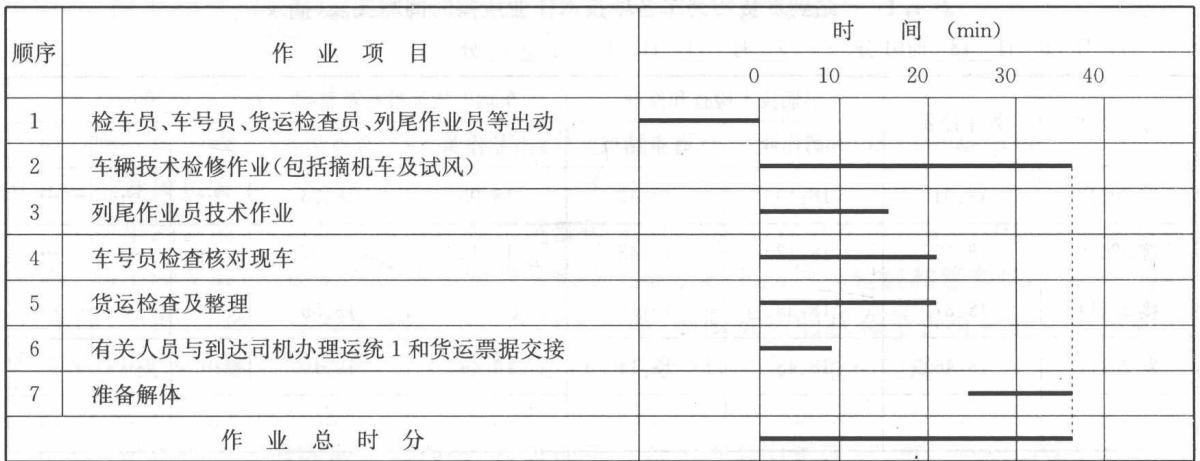 顺序 作业项目 时间(min)
0 10 20 30 40
1 检车员、车号员、货运检查员、列尾作业员等出动
2 车辆技术检修作业(包括摘机车及试风)
3 列尾作业员技术作业
4 车号员检查核对现车
5 货运检查及整理
6 有关人员与到达司机办理运统1和货运票据交接
7 准备解体
作业总时分